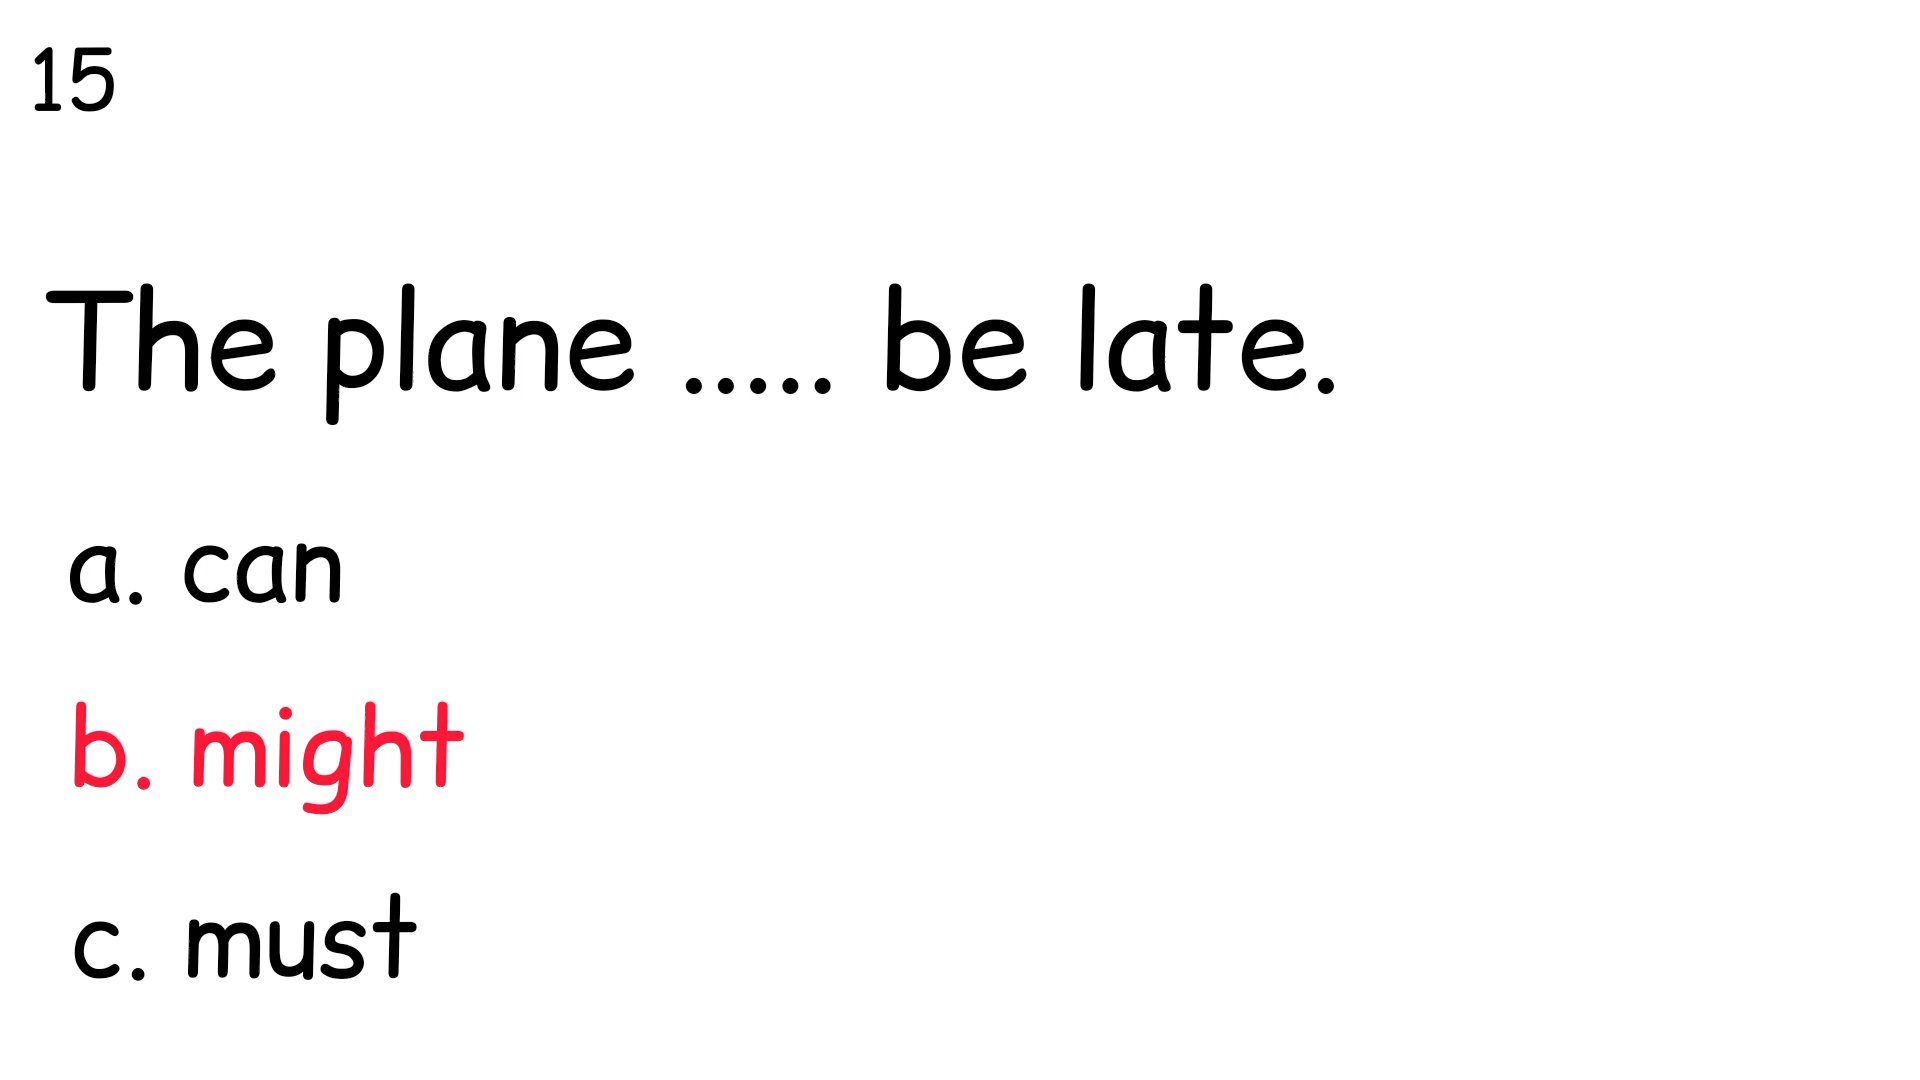 15
The plane ..... be late.
a. can
b. might
c. must